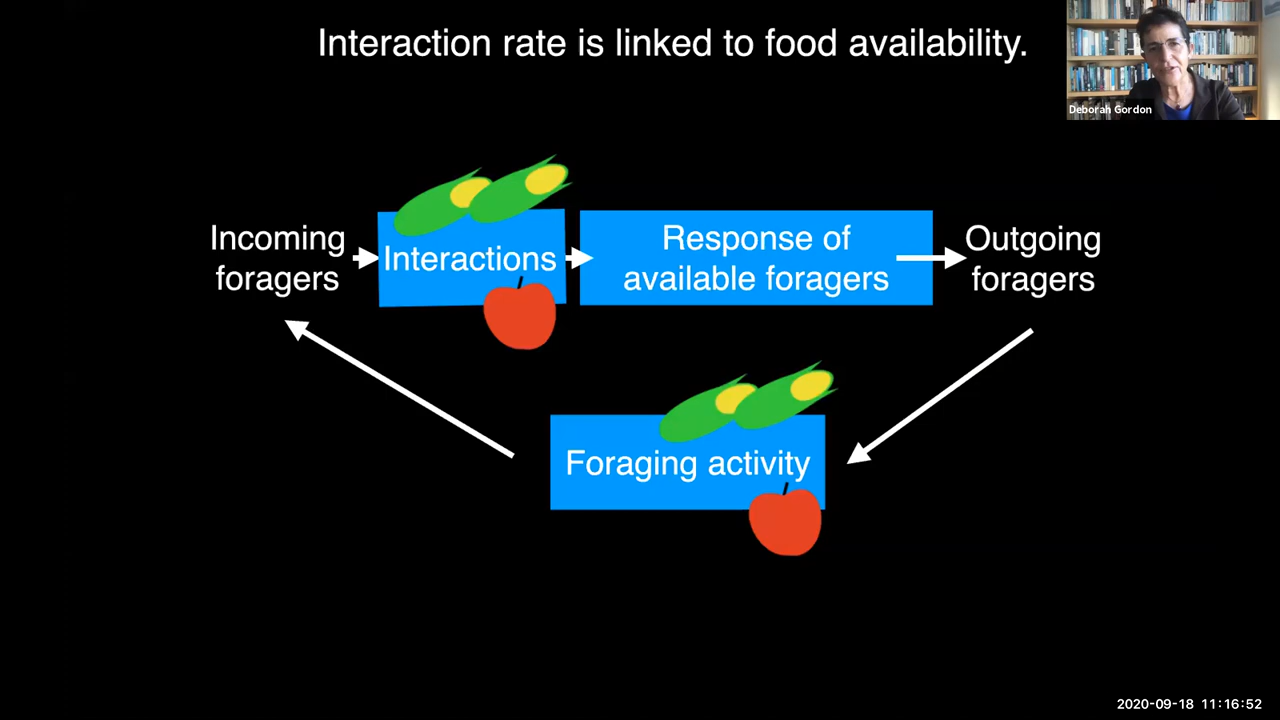 Interaction rate is linked to food availability.
Deborah Gordon
Incoming
foragers
Interactions
Response of
available foragers
Outgoing
foragers
Foraging activity
2020-09-18 11:16:52